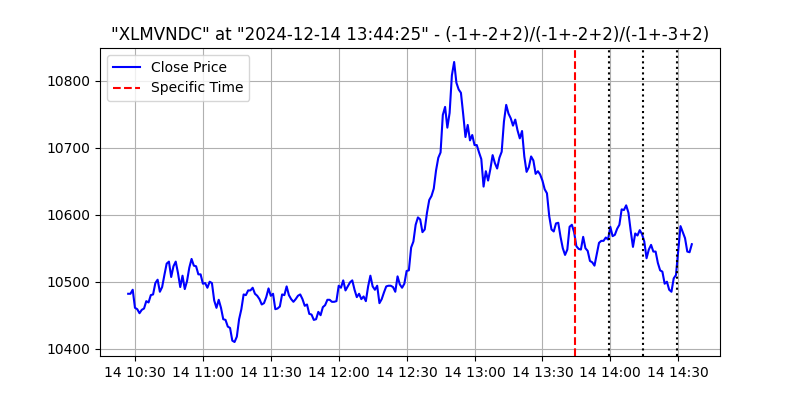 "XLMVNDC" at "2024-12-14 13:44:25" - (-1+-2+2)/(-1+-2+2)/(-1+-3+2)
Close Price
Specific Time
10800
10700
10600
10500
10400
14 10:30 14 11:00 14 11:30 14 12:00 14 12:30 14 13:00 14 13:30 14 14:00 14 14:30